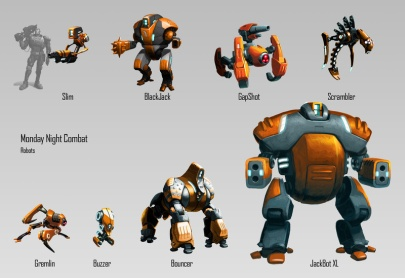 Slim
BlackJack
GapShot
Scrambler
Monday Night Combat
Robots
Gremlin
Buzzer
Bouncer
JackBot XL